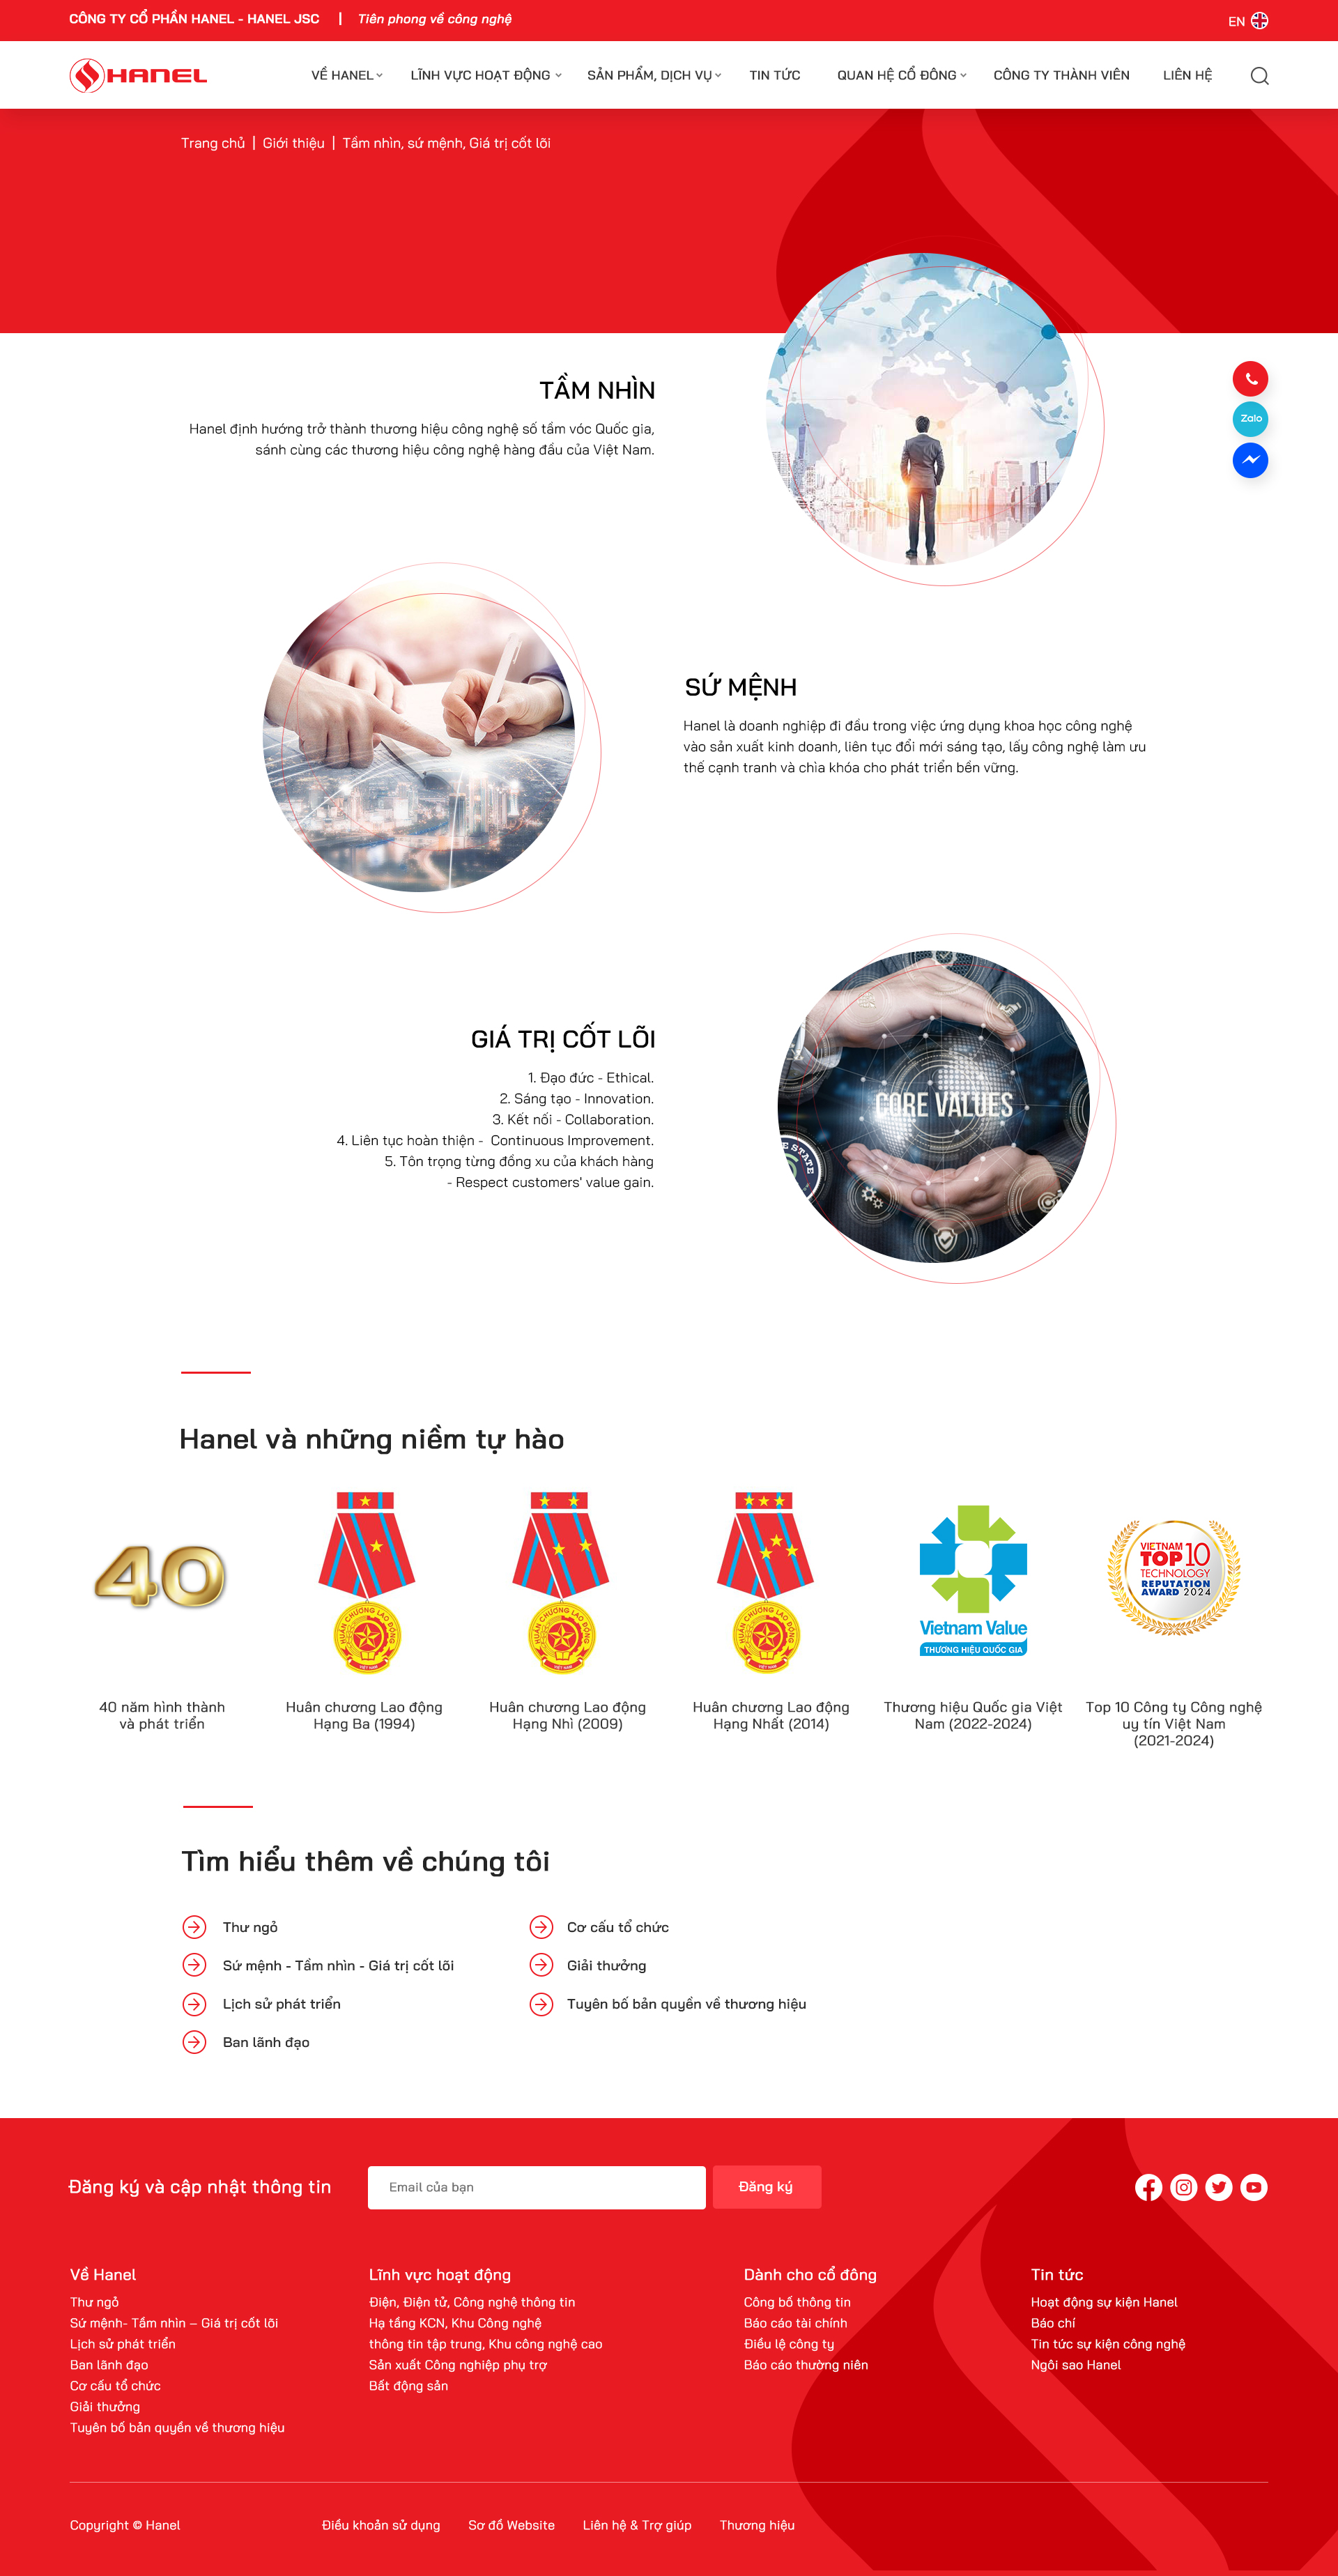 CÔNG TY CỔ PHẦN HANEL - HANEL JSC | Tiên phong về công nghệ
EN
HANEL
VỀ HANEL LĨNH VỰC HOẠT ĐỘNG SẢN PHẨM, DỊCH VỤ TIN TỨC QUAN HỆ CỔ ĐÔNG CÔNG TY THÀNH VIÊN LIÊN HỆ
Trang chủ | Giới thiệu | Tầm nhìn, sứ mệnh, Giá trị cốt lõi
TẦM NHÌN
Hanel định hướng trở thành thương hiệu công nghệ số tầm vóc Quốc gia,
sánh cùng các thương hiệu công nghệ hàng đầu của Việt Nam.
Zalo
SỨ MỆNH
Hanel là doanh nghiệp đi đầu trong việc ứng dụng khoa học công nghệ
vào sản xuất kinh doanh, liên tục đổi mới sáng tạo, lấy công nghệ làm ưu
thế cạnh tranh và chìa khóa cho phát triển bền vững.
GIÁ TRỊ CỐT LÕI
1. Đạo đức - Ethical.
2. Sáng tạo - Innovation.
3. Kết nối - Collaboration.
4. Liên tục hoàn thiện - Continuous Improvement.
5. Tôn trọng từng đồng xu của khách hàng
- Respect customers' value gain.
CORE VALUES
E STATE
Hanel và những niềm tự hào
40
HUÂN CHƯƠNG LAO ĐỘNG
VIỆT NAM
HUÂN CHƯƠNG LAO ĐỘNG
VIỆT NAM
HUÂN CHƯƠNG LAO ĐỘNG
VIỆT NAM
Vietnam Value
THƯƠNG HIỆU QUỐC GIA
VIETNAM
TOP 10
TECHNOLOGY
REPUTATION
AWARD 2024
40 năm hình thành
và phát triển
Huân chương Lao động
Hạng Ba (1994)
Huân chương Lao động
Hạng Nhì (2009)
Huân chương Lao động
Hạng Nhất (2014)
Thương hiệu Quốc gia Việt
Nam (2022-2024)
Top 10 Công ty Công nghệ
uy tín Việt Nam
(2021-2024)
Tìm hiểu thêm về chúng tôi
Thư ngỏ
Sứ mệnh - Tầm nhìn - Giá trị cốt lõi
Lịch sử phát triển
Ban lãnh đạo
Cơ cấu tổ chức
Giải thưởng
Tuyên bố bản quyền về thương hiệu
Đăng ký và cập nhật thông tin
Email của bạn
Đăng ký
Về Hanel
Thư ngỏ
Sứ mệnh- Tầm nhìn – Giá trị cốt lõi
Lịch sử phát triển
Ban lãnh đạo
Cơ cấu tổ chức
Giải thưởng
Tuyên bố bản quyền về thương hiệu
Lĩnh vực hoạt động
Điện, Điện tử, Công nghệ thông tin
Hạ tầng KCN, Khu Công nghệ
thông tin tập trung, Khu công nghệ cao
Sản xuất Công nghiệp phụ trợ
Bất động sản
Dành cho cổ đông
Công bố thông tin
Báo cáo tài chính
Điều lệ công ty
Báo cáo thường niên
Tin tức
Hoạt động sự kiện Hanel
Báo chí
Tin tức sự kiện công nghệ
Ngôi sao Hanel
Copyright © Hanel
Điều khoản sử dụng
Sơ đồ Website
Liên hệ & Trợ giúp
Thương hiệu